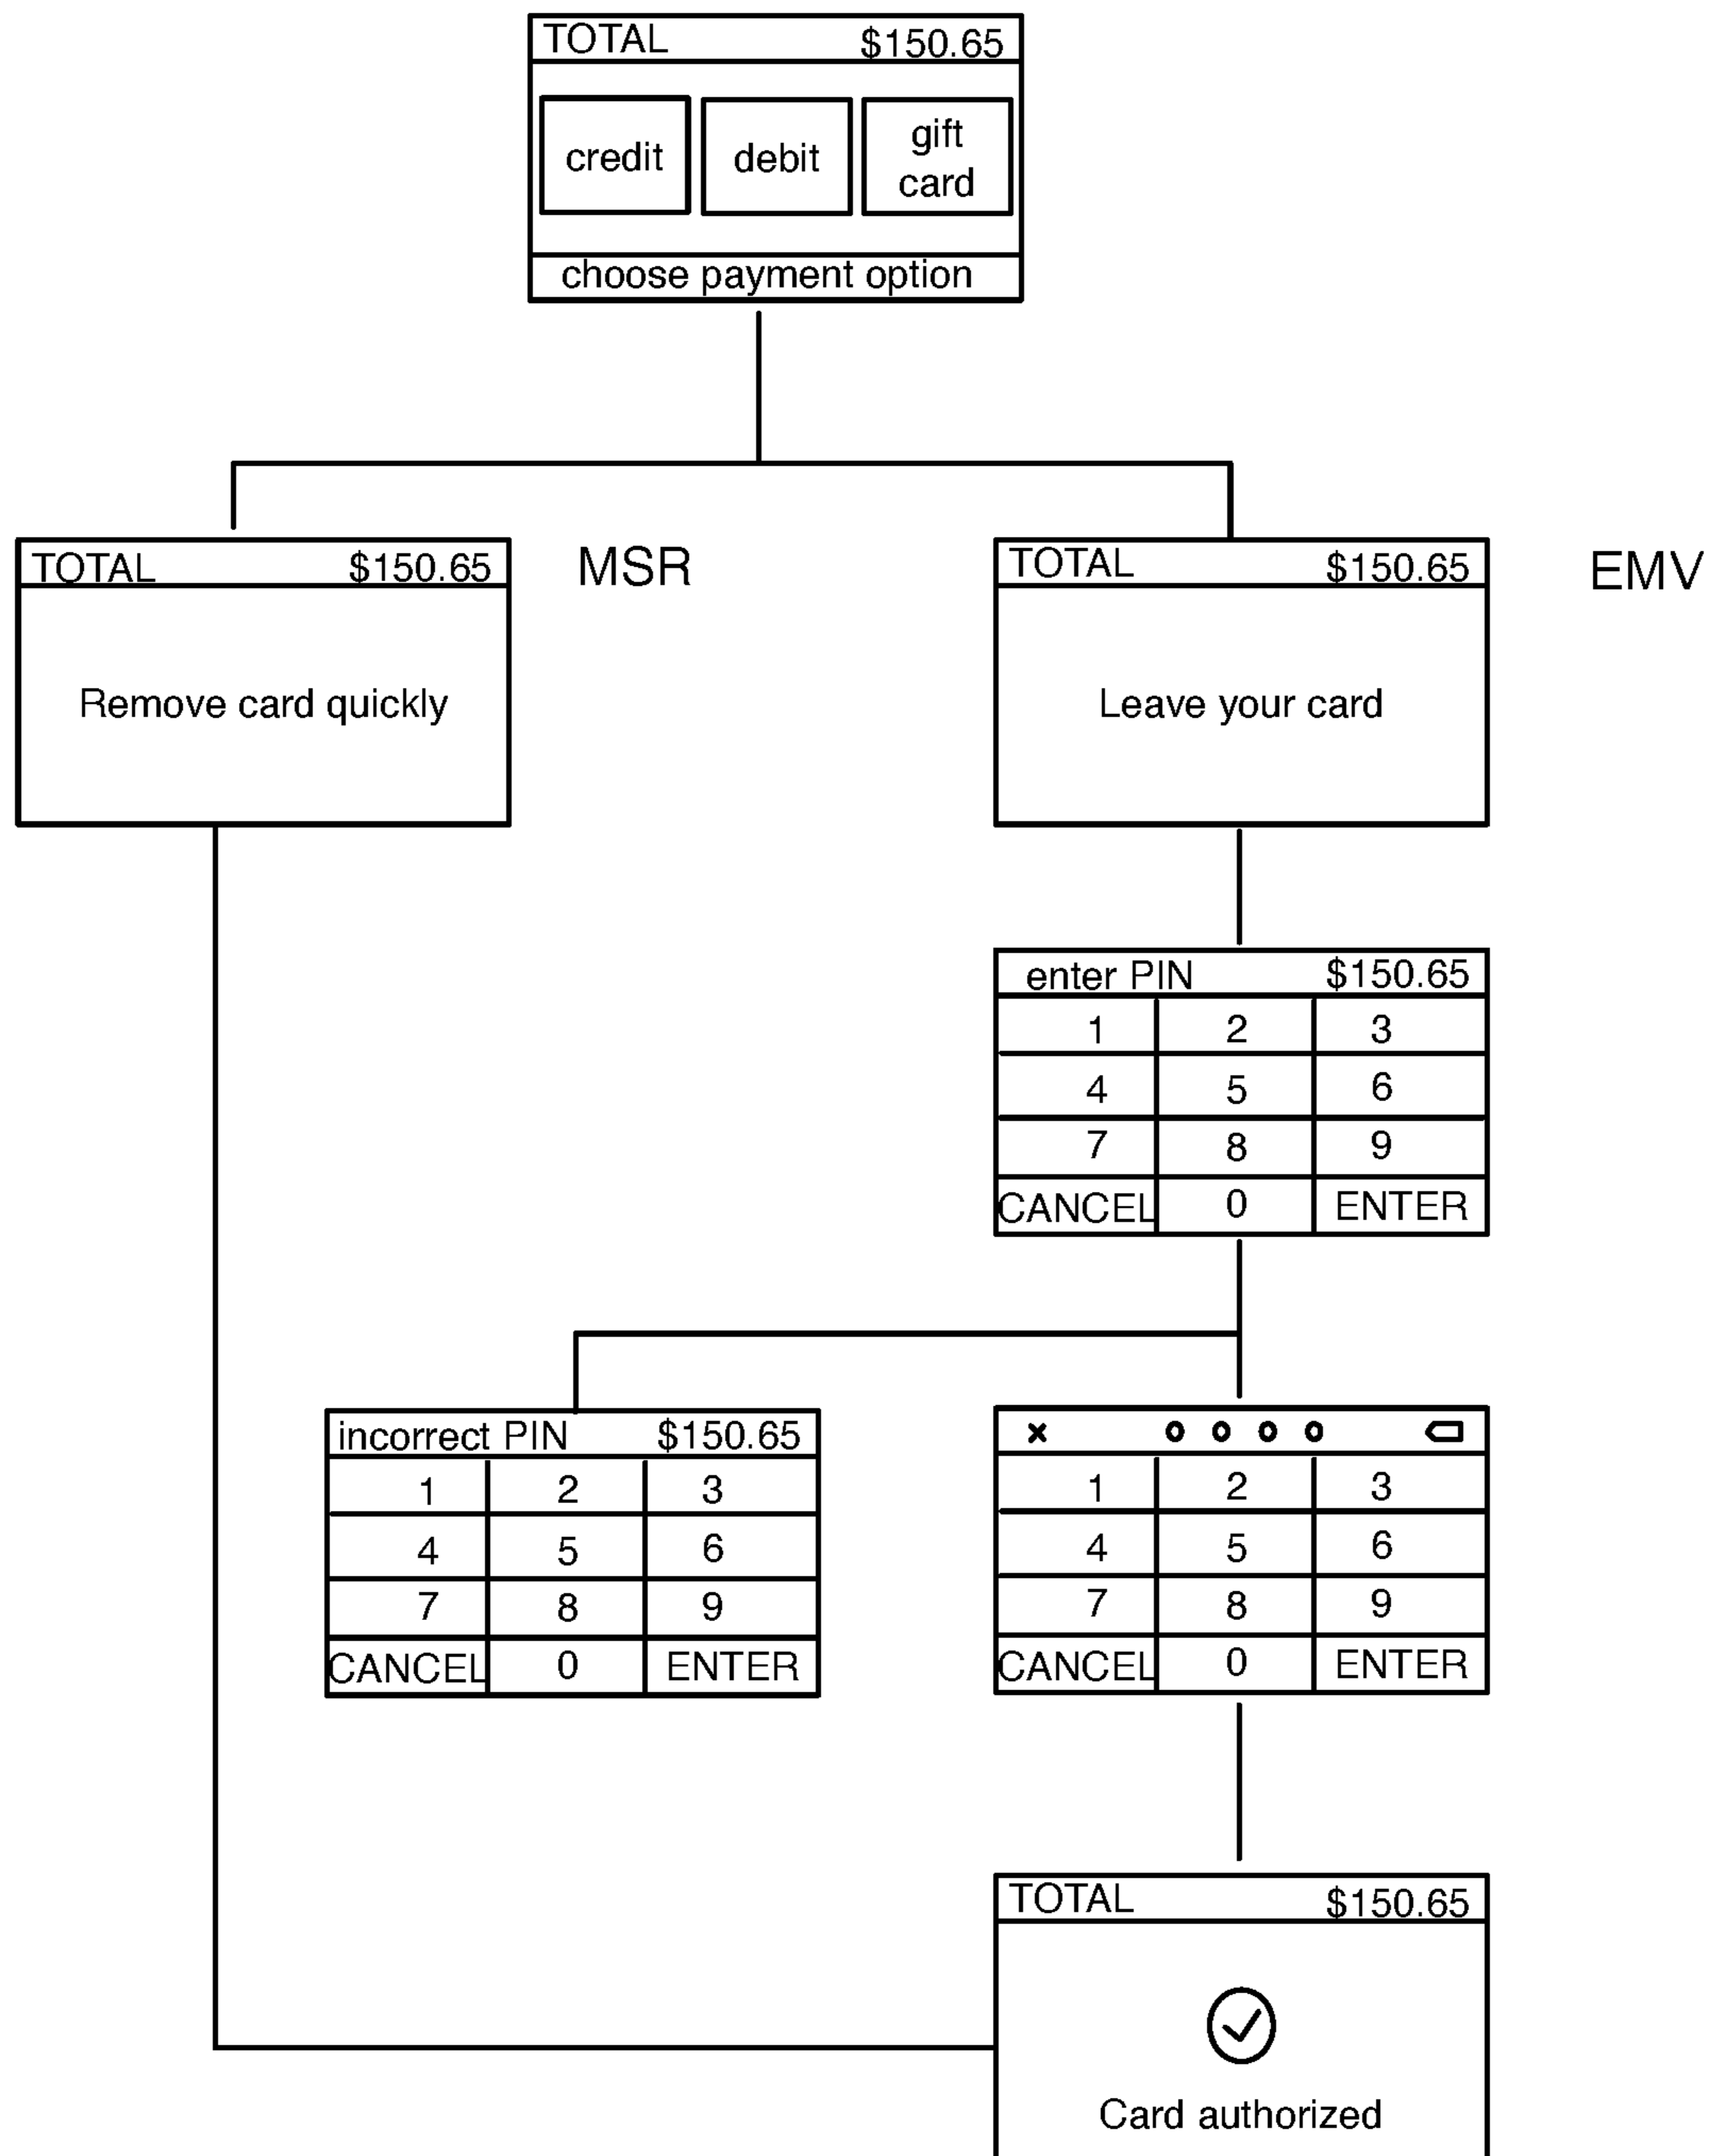 TOTAL $150.65
credit debit gift card
choose payment option
TOTAL $150.65
MSR
Remove card quickly
TOTAL $150.65
EMV
Leave your card
enter PIN $150.65
1 2 3
4 5 6
7 8 9
CANCEL 0 ENTER
incorrect PIN $150.65
1 2 3
4 5 6
7 8 9
CANCEL 0 ENTER
1 2 3
4 5 6
7 8 9
CANCEL 0 ENTER
TOTAL $150.65
Card authorized